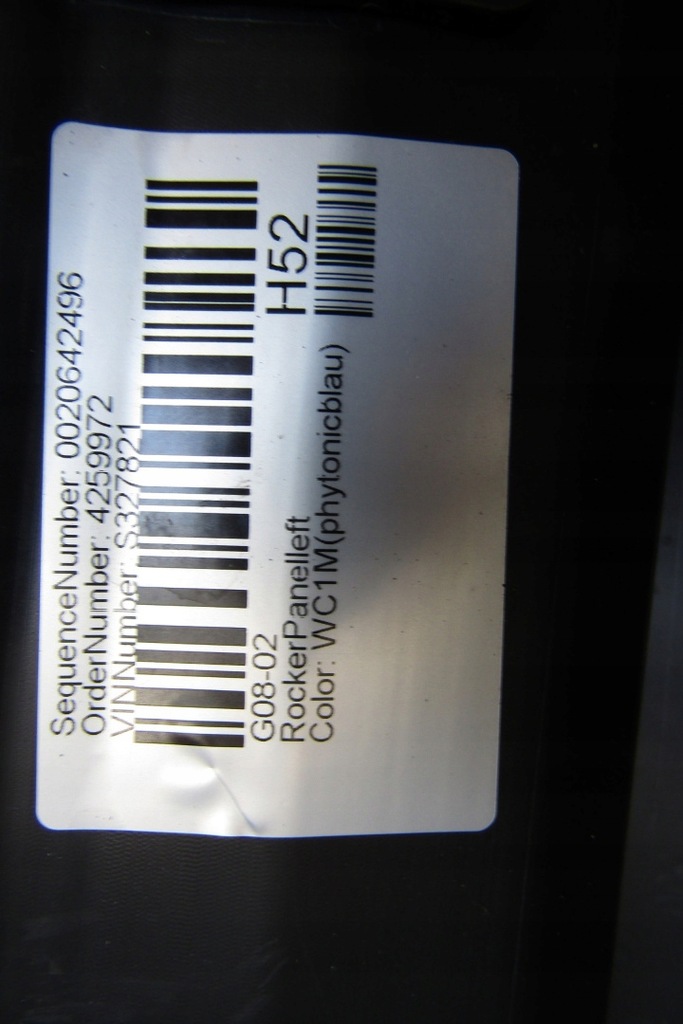 SequenceNumber: 0020642496
OrderNumber: 4259972
VINNumber: S327821
H52
G08-02
RockerPanelleft
Color: WC1M(phytonicblau)